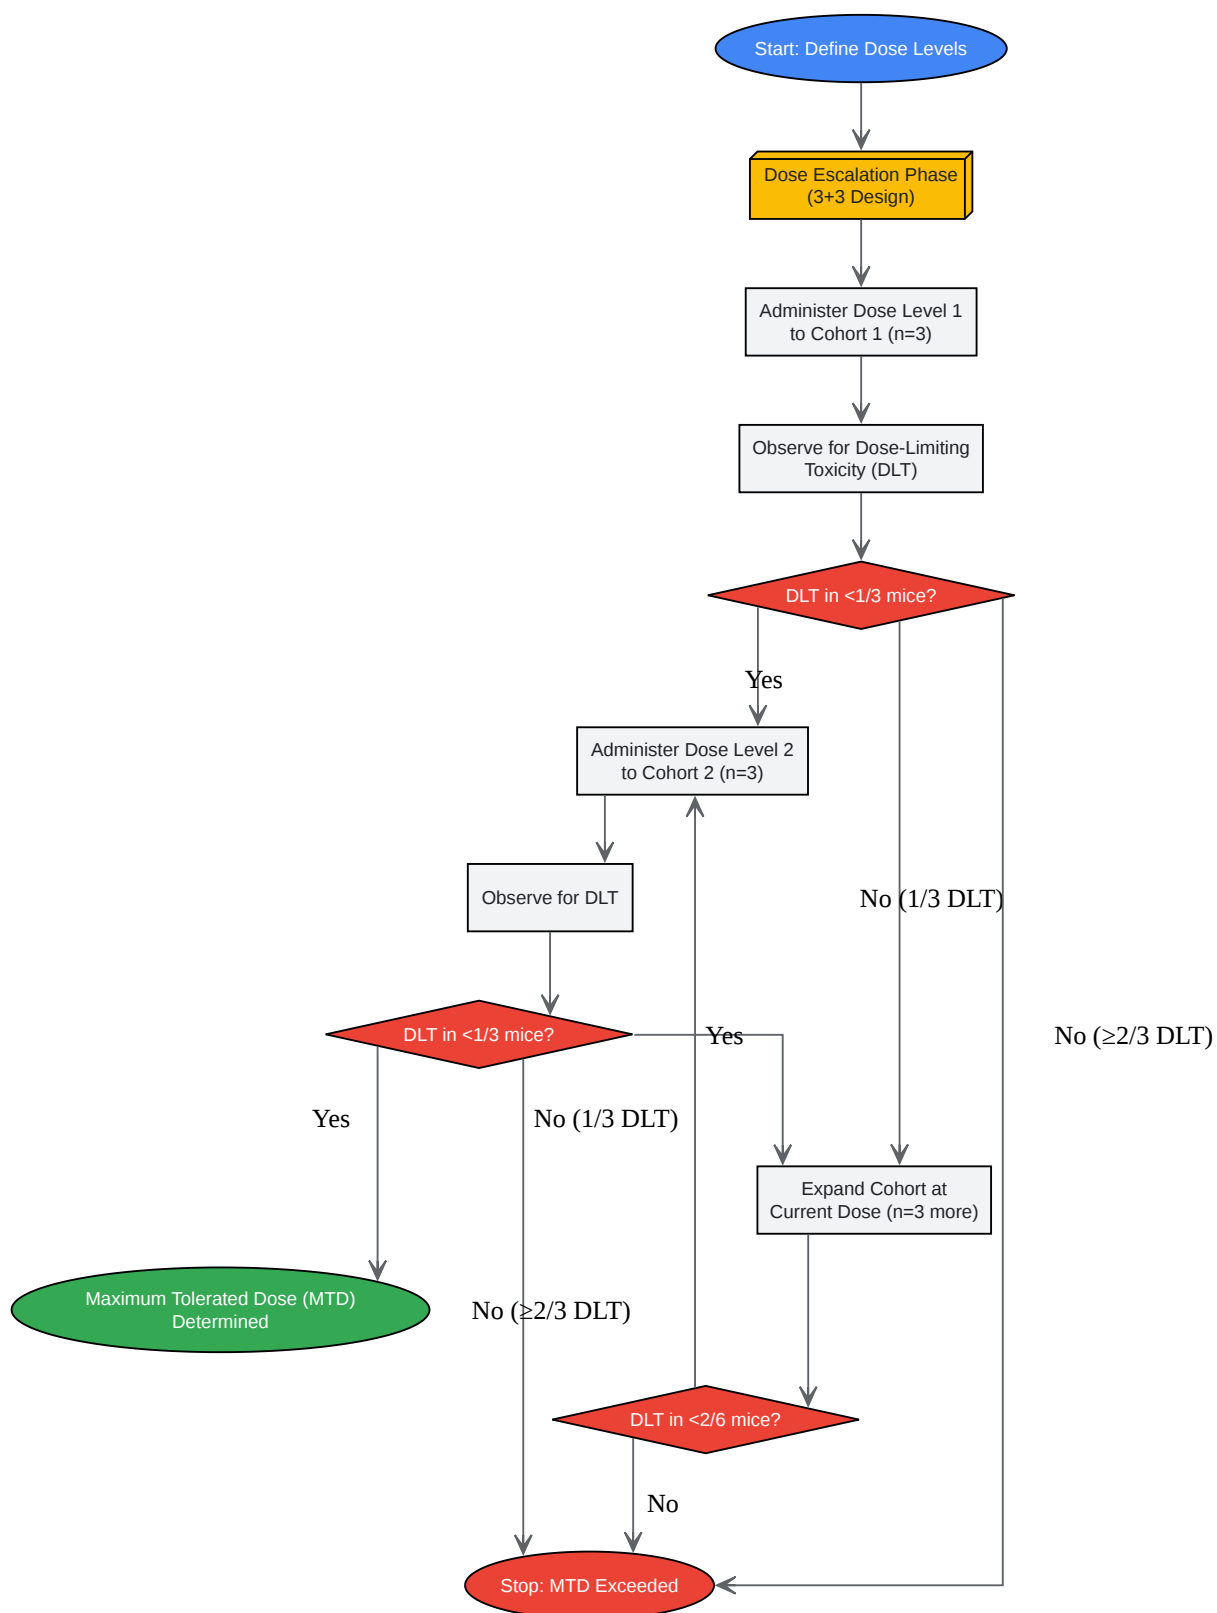 Start: Define Dose Levels
Dose Escalation Phase
(3+3 Design)
Administer Dose Level 1
to Cohort 1 (n=3)
Observe for Dose-Limiting
Toxicity (DLT)
DLT in <1/3 mice?
Yes
Administer Dose Level 2
to Cohort 2 (n=3)
Observe for DLT
No (1/3 DLT)
DLT in <1/3 mice?
Yes
No (≥2/3 DLT)
Yes
No (1/3 DLT)
Expand Cohort at
Current Dose (n=3 more)
Maximum Tolerated Dose (MTD)
Determined
No (≥2/3 DLT)
DLT in <2/6 mice?
No
Stop: MTD Exceeded